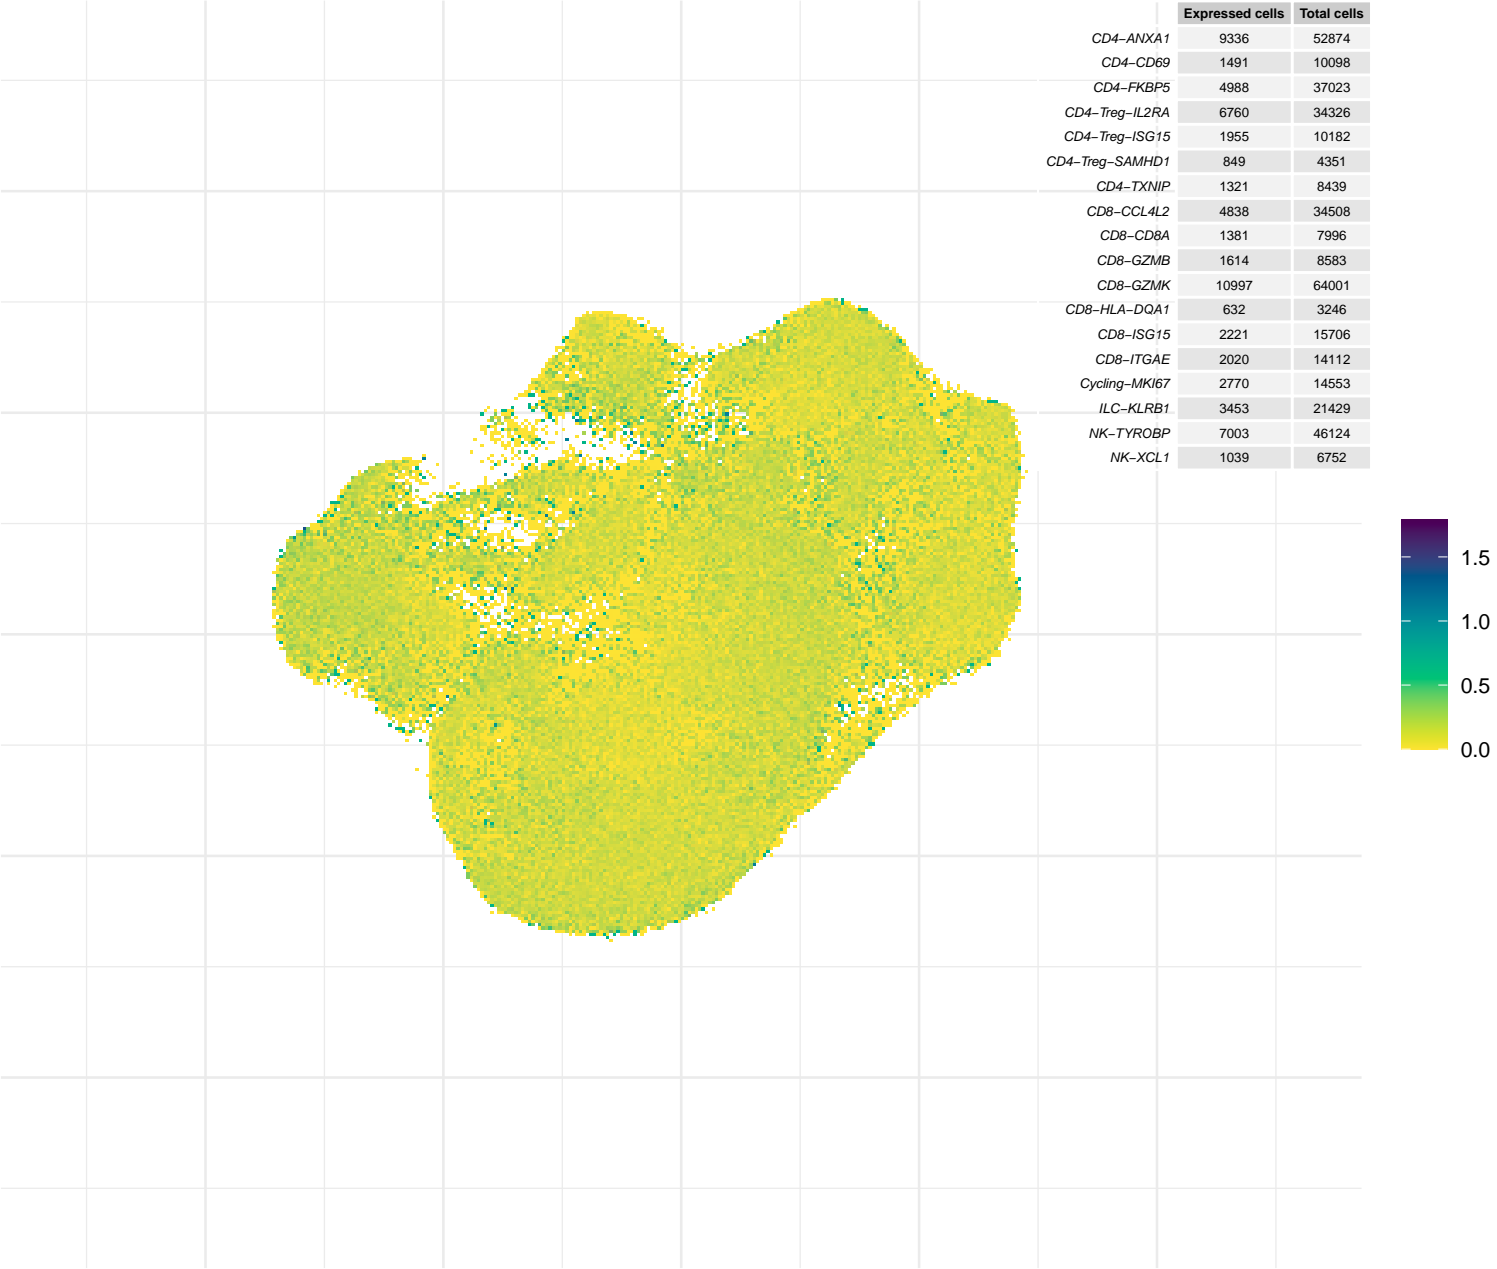 Expressed cells Total cells
CD4−ANXA1 9336 52874
CD4−CD69 1491 10098
CD4−FKBP5 4988 37023
CD4−Treg−IL2RA 6760 34326
CD4−Treg−ISG15 1955 10182
CD4−Treg−SAMHD1 849 4351
CD4−TXNIP 1321 8439
CD8−CCL4L2 4838 34508
CD8−CD8A 1381 7996
CD8−GZMB 1614 8583
CD8−GZMK 10997 64001
CD8−HLA−DQA1 632 3246
CD8−ISG15 2221 15706
CD8−ITGAE 2020 14112
Cycling−MKI67 2770 14553
ILC−KLRB1 3453 21429
NK−TYROBP 7003 46124
NK−XCL1 1039 6752
1.5
1.0
0.5
0.0